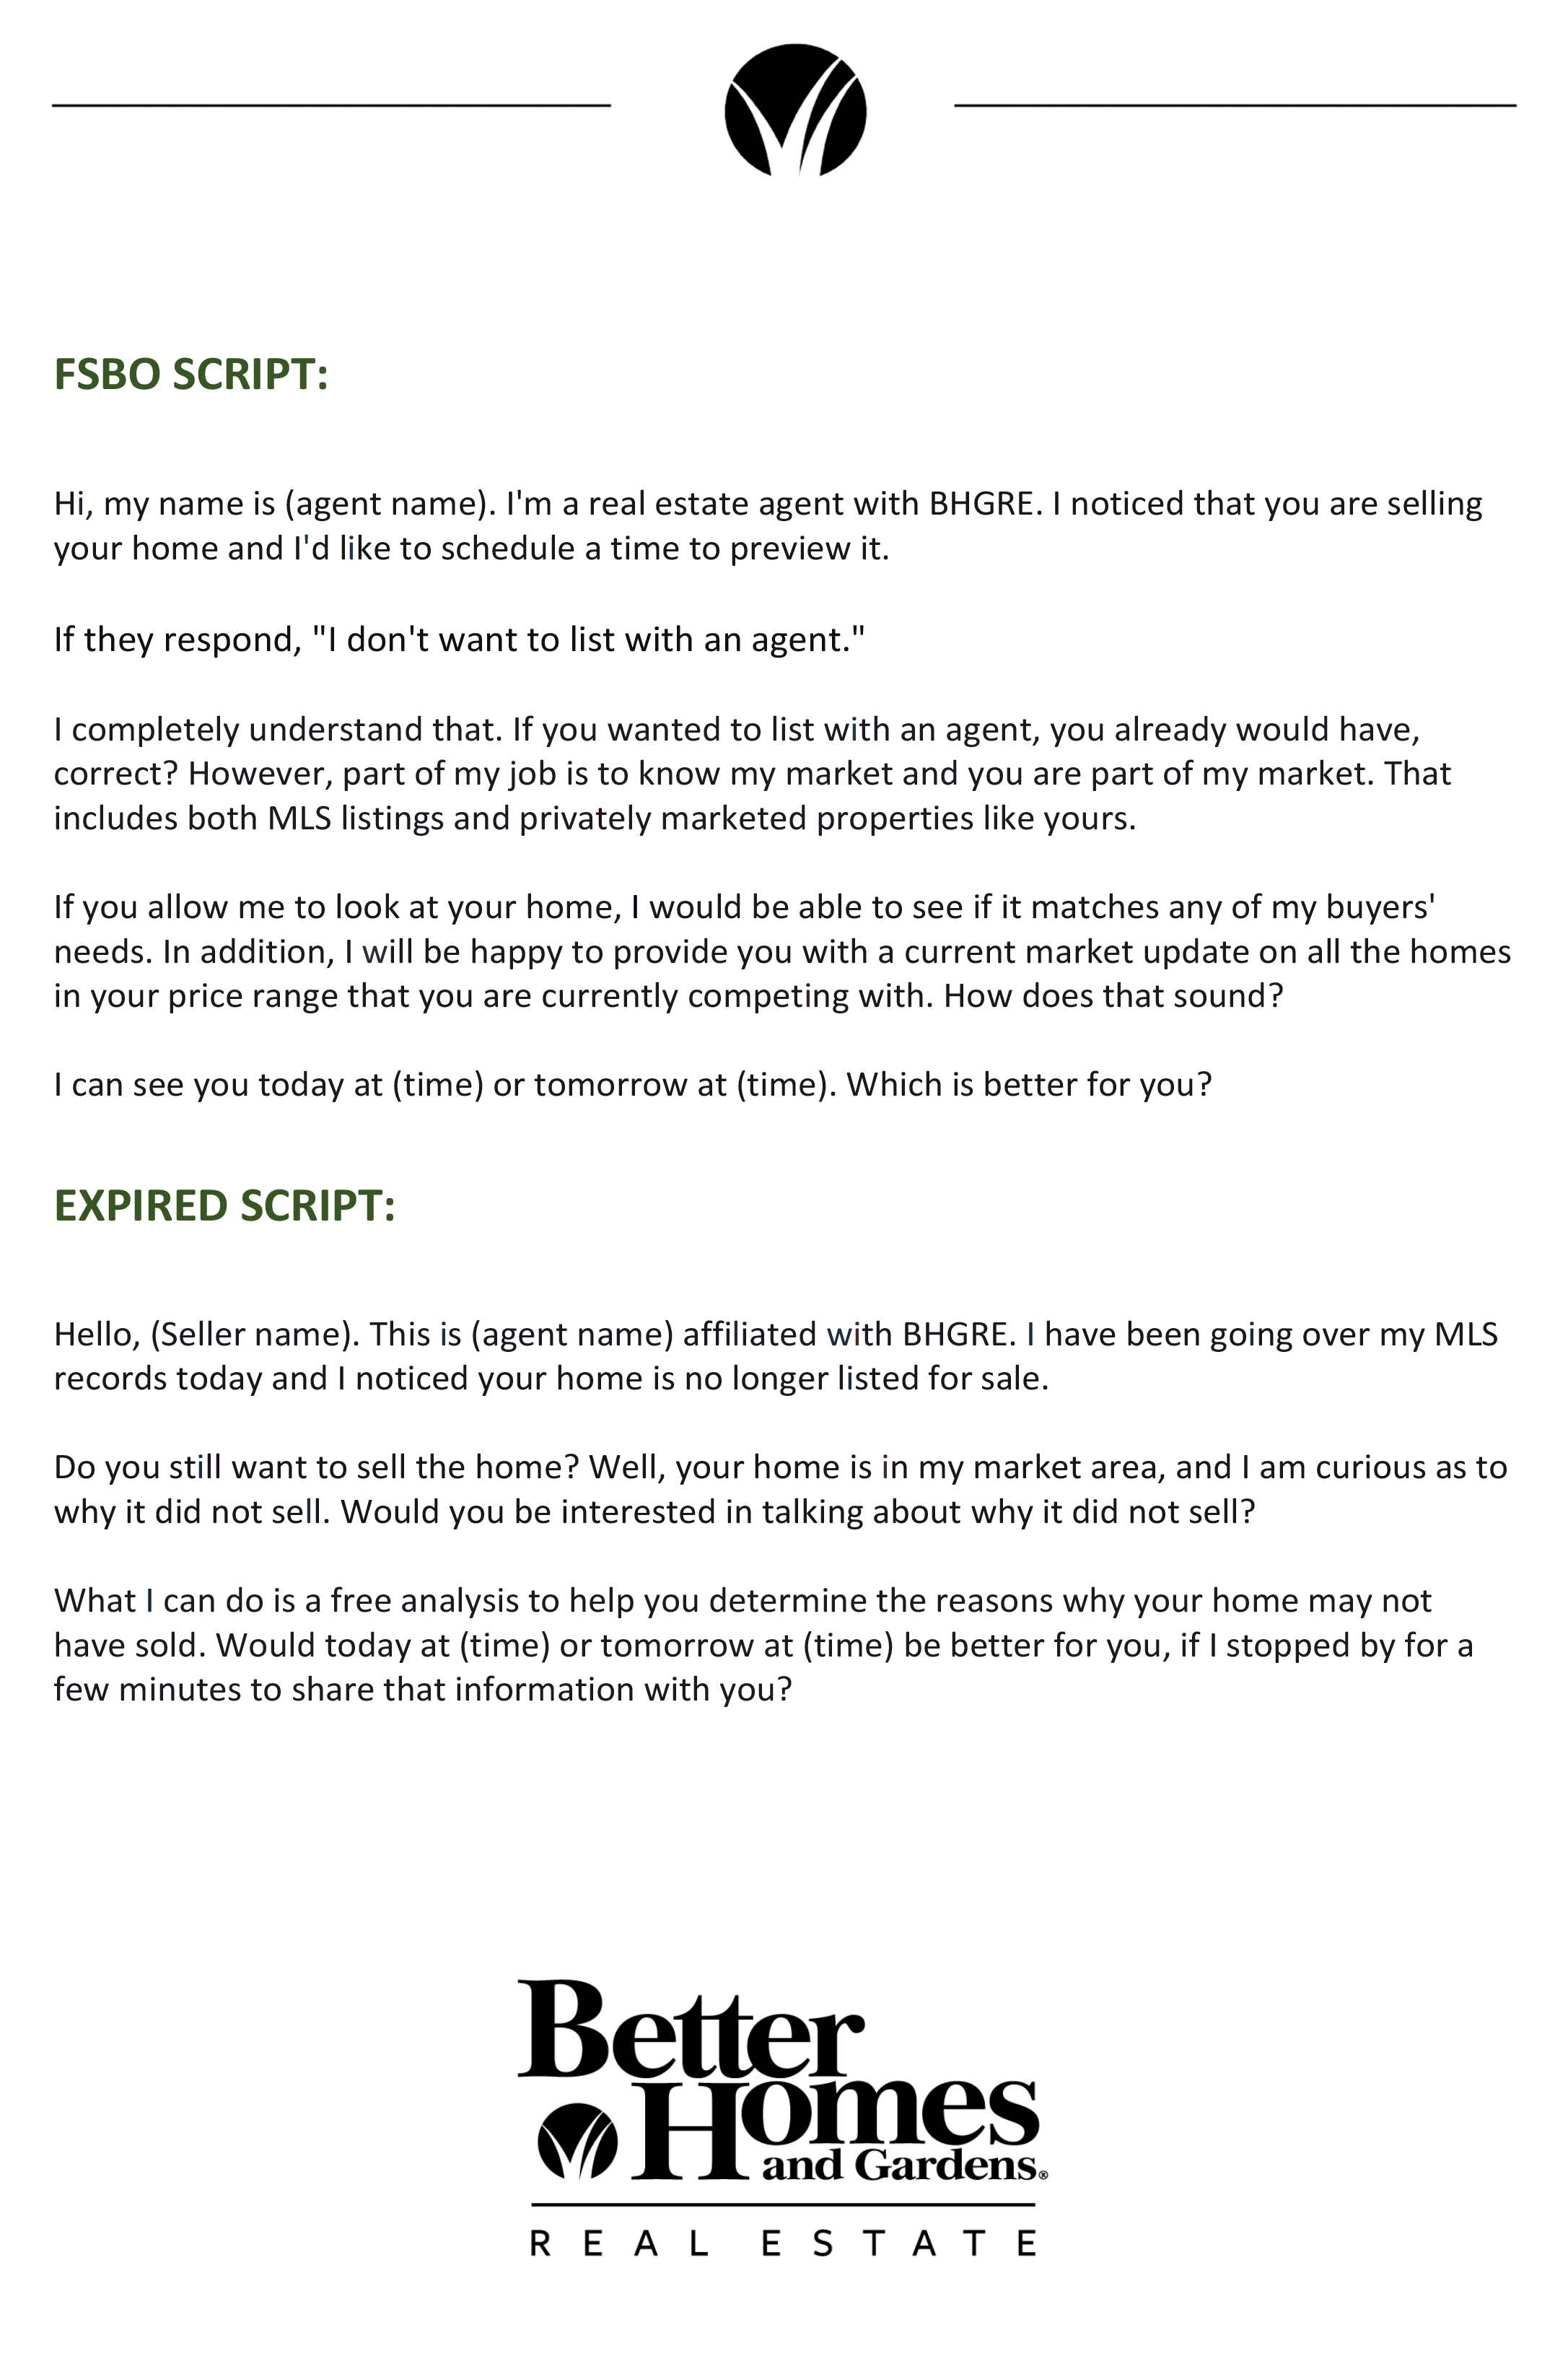 FSBO SCRIPT:
Hi, my name is (agent name). I'm a real estate agent with BHGRE. I noticed that you are selling
your home and I'd like to schedule a time to preview it.
If they respond, "I don't want to list with an agent."
I completely understand that. If you wanted to list with an agent, you already would have,
correct? However, part of my job is to know my market and you are part of my market. That
includes both MLS listings and privately marketed properties like yours.
If you allow me to look at your home, I would be able to see if it matches any of my buyers'
needs. In addition, I will be happy to provide you with a current market update on all the homes
in your price range that you are currently competing with. How does that sound?
I can see you today at (time) or tomorrow at (time). Which is better for you?
EXPIRED SCRIPT:
Hello, (Seller name). This is (agent name) affiliated with BHGRE. I have been going over my MLS
records today and I noticed your home is no longer listed for sale.
Do you still want to sell the home? Well, your home is in my market area, and I am curious as to
why it did not sell. Would you be interested in talking about why it did not sell?
What I can do is a free analysis to help you determine the reasons why your home may not
have sold. Would today at (time) or tomorrow at (time) be better for you, if I stopped by for a
few minutes to share that information with you?
Better
Homes
and Gardens®
REAL ESTATE